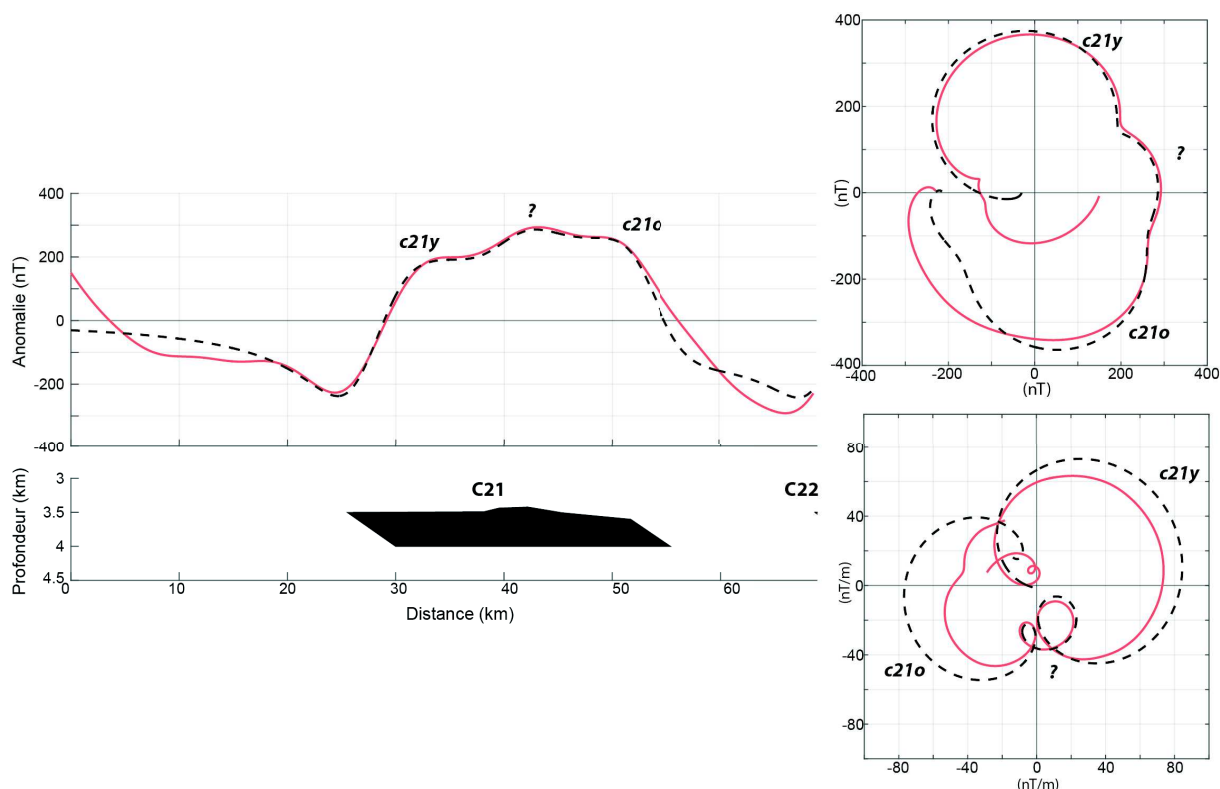 400
200
0
-200
-400
Anomalie (nT)
c21y
?
c21o
3
3.5
4
4.5
Profondeur (km)
C21
C22
0
10
20
30
40
50
60
Distance (km)
400
200
0
-200
-400
(nT)
c21y
?
c21o
-400
-200
0
200
400
(nT)
80
40
0
-40
-80
(nT/m)
c21y
c21o
?
-80
-40
0
40
80
(nT/m)